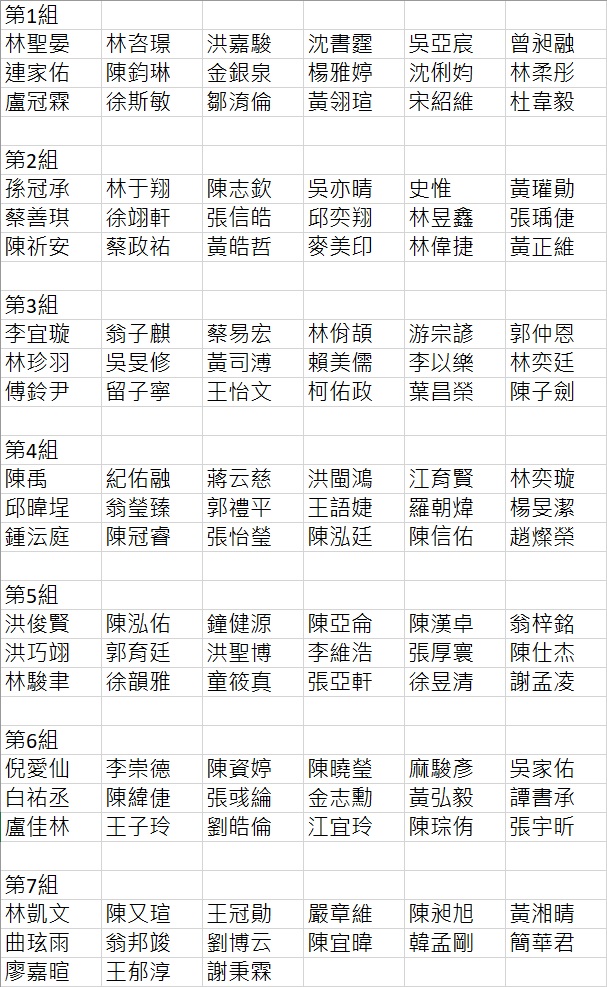 第1組
林聖晏 林咨璟 洪嘉駿 沈書霆 吳亞宸 曾昶融
連家佑 陳鈞琳 金銀泉 楊雅婷 沈俐妁 林柔彤
盧冠霖 徐斯敏 鄒淯倫 黃翎瑄 宋紹維 杜韋毅
第2組
孫冠承 林于翔 陳志欽 吳亦晴 史惟 黃瓘勛
蔡善琪 徐翊軒 張信皓 邱奕翔 林昱鑫 張瑀倢
陳祈安 蔡政祐 黃皓哲 麥美印 林偉捷 黃正維
第3組
李宜璇 翁子麒 蔡易宏 林佾頡 游宗諺 郭仲恩
林珍羽 吳旻修 黃司溥 賴美儒 李以樂 林奕廷
傅鈴尹 留子寧 王怡文 柯佑政 葉昌榮 陳子劍
第4組
陳禹 紀佑融 蔣云慈 洪閩鴻 江育賢 林奕璇
邱暐埕 翁瑩臻 郭禮平 王語婕 羅朝煒 楊旻潔
鍾沄庭 陳冠睿 張怡瑩 陳泓廷 陳信佑 趙燦榮
第5組
洪俊賢 陳泓佑 鐘健源 陳亞侖 陳漢卓 翁梓銘
洪巧翊 郭育廷 洪聖博 李維浩 張厚寰 陳仕杰
林駿聿 徐韻雅 童筱真 張亞軒 徐昱清 謝孟凌
第6組
倪愛仙 李崇德 陳資婷 陳曉瑩 麻駿彥 吳家佑
白祐丞 陳緯倢 張彧綸 金志勳 黃弘毅 譚書承
盧佳林 王子玲 劉皓倫 江宜玲 陳琮侑 張宇昕
第7組
林凱文 陳又瑄 王冠勛 嚴章維 陳昶旭 黃湘晴
曲玹雨 翁邦竣 劉博云 陳宜暐 韓孟剛 簡華君
廖嘉暄 王郁淳 謝秉霖